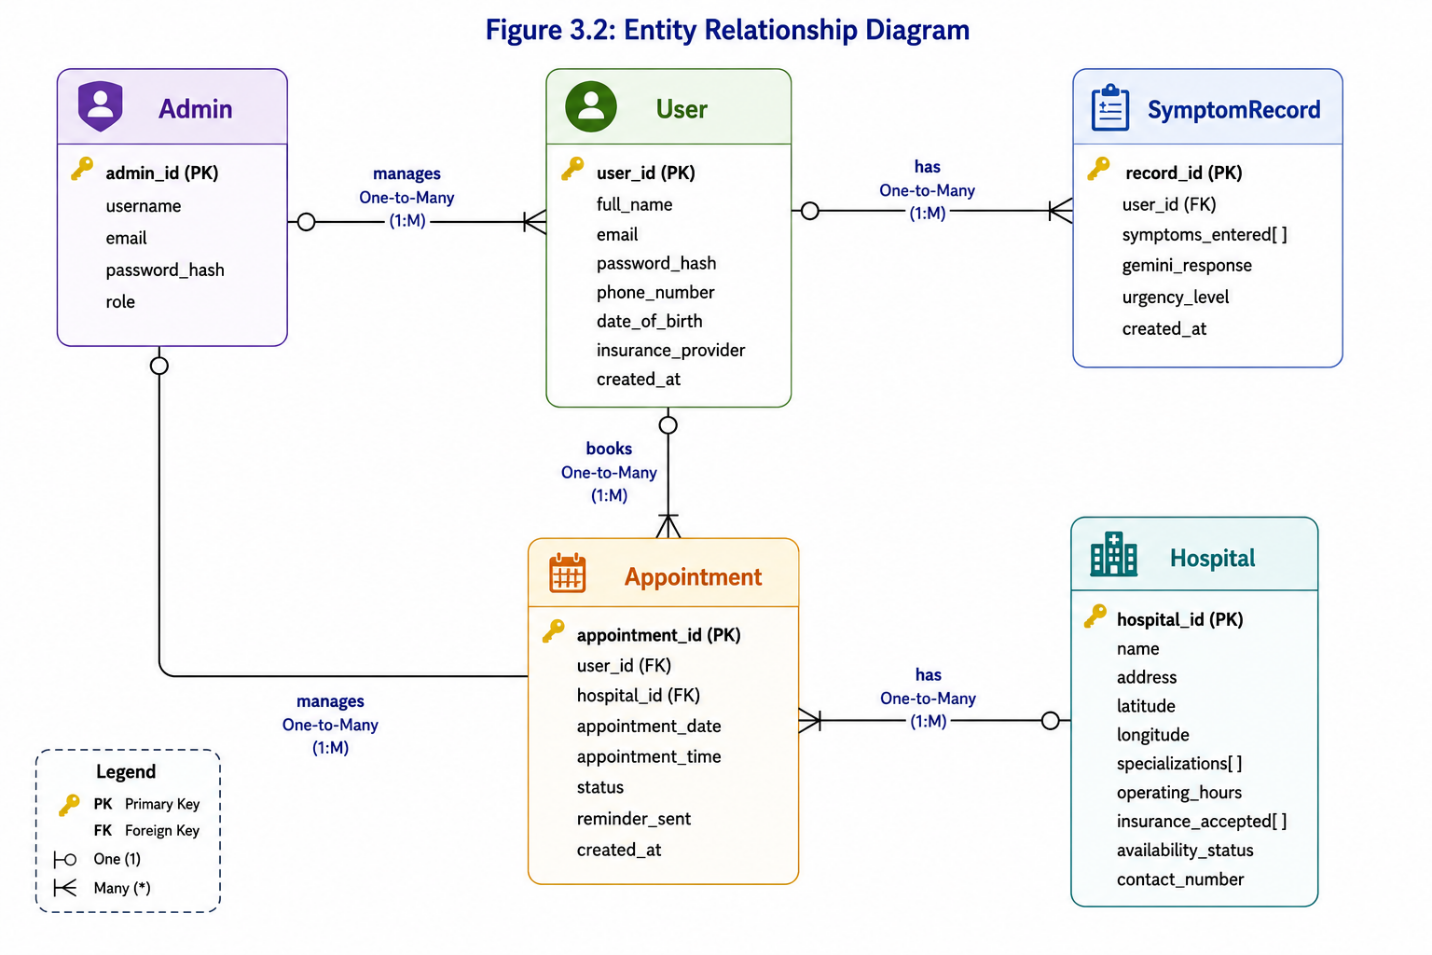 Figure 3.2: Entity Relationship Diagram
Admin
admin_id (PK)
username
email
password_hash
role
manages
One-to-Many
(1:M)
User
user_id (PK)
full_name
email
password_hash
phone_number
date_of_birth
insurance_provider
created_at
has
One-to-Many
(1:M)
SymptomRecord
record_id (PK)
user_id (FK)
symptoms_entered[ ]
gemini_response
urgency_level
created_at
books
One-to-Many
(1:M)
Appointment
appointment_id (PK)
user_id (FK)
hospital_id (FK)
appointment_date
appointment_time
status
reminder_sent
created_at
has
One-to-Many
(1:M)
Hospital
hospital_id (PK)
name
address
latitude
longitude
specializations[ ]
operating_hours
insurance_accepted[ ]
availability_status
contact_number
manages
One-to-Many
(1:M)
Legend
PK Primary Key
FK Foreign Key
One (1)
Many (*)